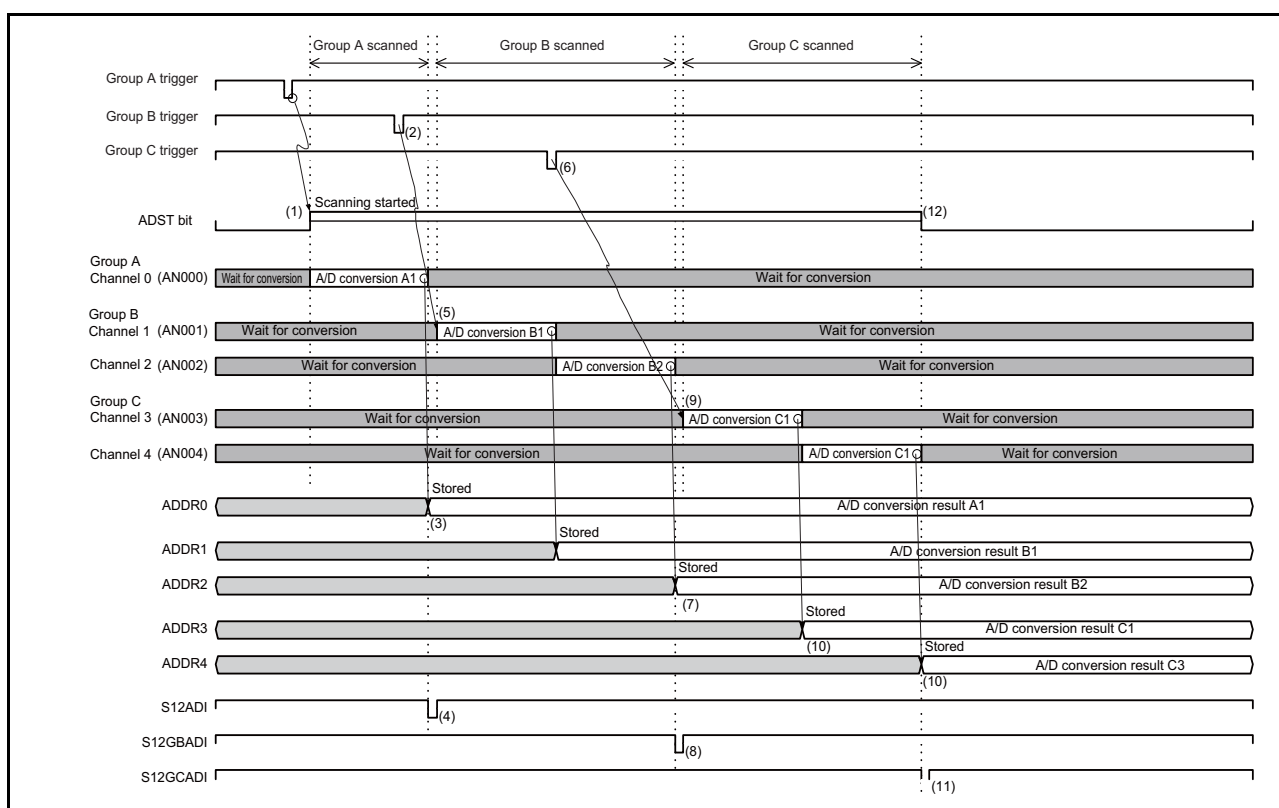 Group A scanned Group B scanned Group C scanned
Group A trigger
Group B trigger (2)
Group C trigger (6)
(1) Scanning started (12)
ADST bit
Group A
Channel 0 (AN000) Wait for conversion A/D conversion A1 Wait for conversion
Group B (5)
Channel 1 (AN001) Wait for conversion A/D conversion B1 Wait for conversion
Channel 2 (AN002) Wait for conversion A/D conversion B2 Wait for conversion
Group C (9)
Channel 3 (AN003) Wait for conversion A/D conversion C1 Wait for conversion
Channel 4 (AN004) Wait for conversion A/D conversion C1 Wait for conversion
Stored
ADDR0 A/D conversion result A1
(3)
Stored
ADDR1 A/D conversion result B1
Stored
ADDR2 A/D conversion result B2
(7)
Stored
ADDR3 A/D conversion result C1
(10) Stored
ADDR4 A/D conversion result C3
(10)
S12ADI (4)
S12GBADI (8)
S12GCADI (11)